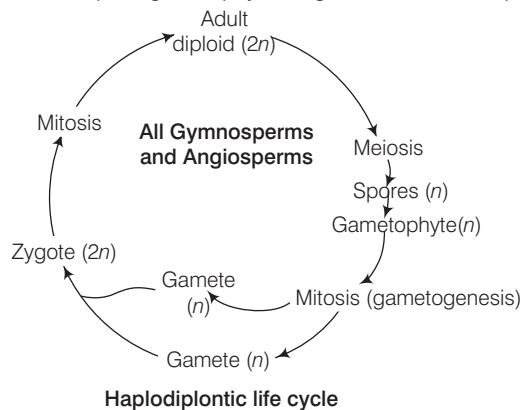 Adult
diploid (2n)
Mitosis
All Gymnosperms
and Angiosperms
Meiosis
Spores (n)
Gametophyte(n)
Zygote (2n)
Gamete
(n)
Mitosis (gametogenesis)
Gamete (n)
Haplodiplontic life cycle